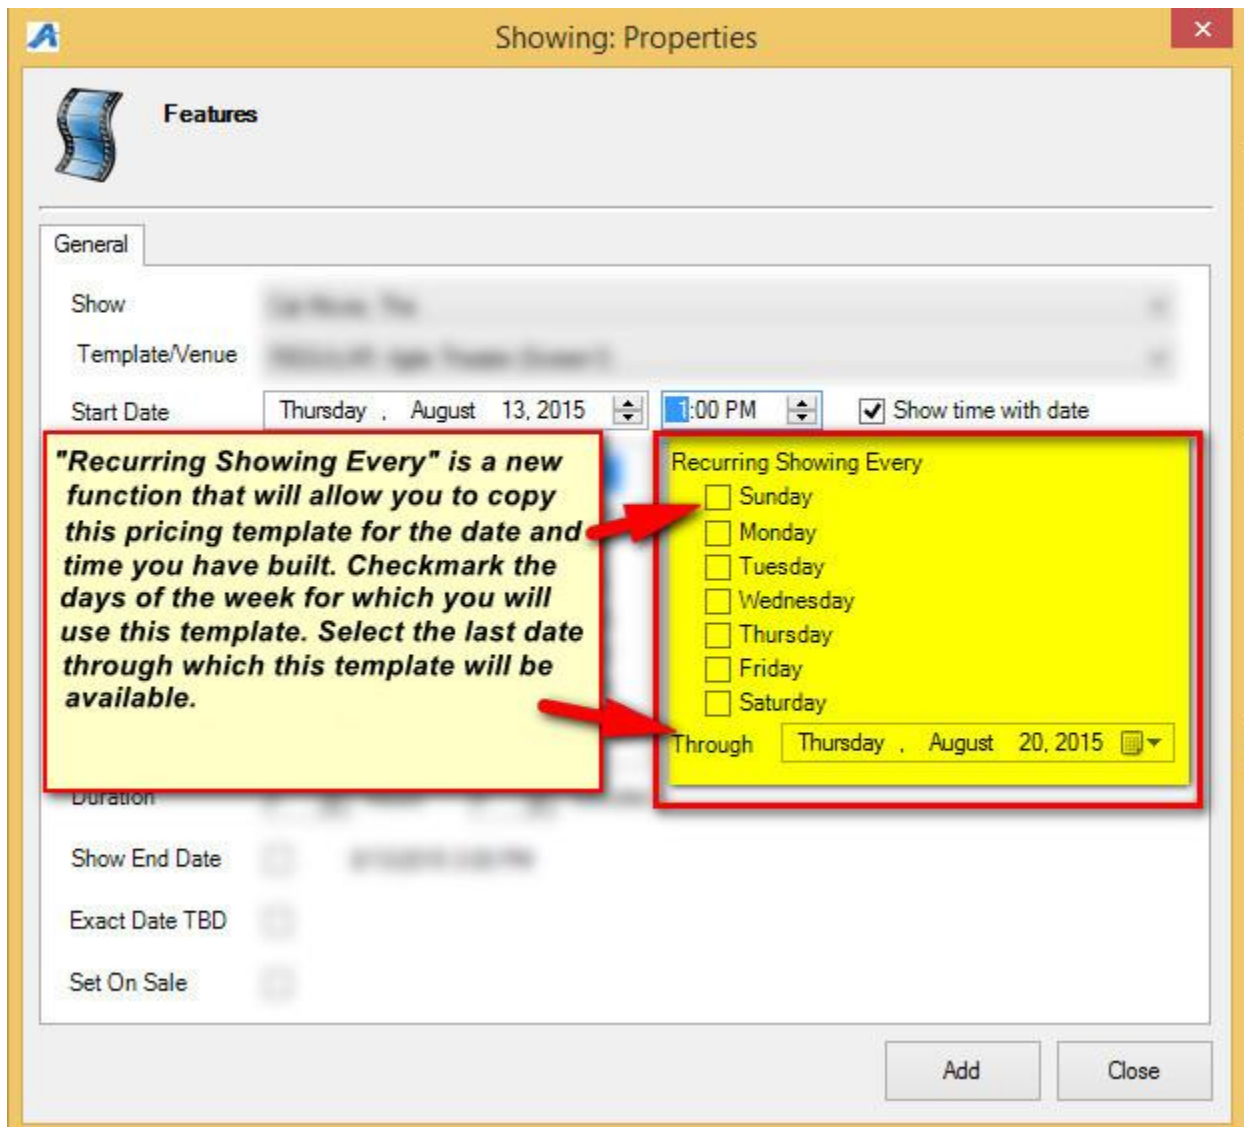 Showing: Properties
Features
General
Show
Template/Venue
Start Date Thursday , August 13, 2015 1:00 PM Show time with date
"Recurring Showing Every" is a new
function that will allow you to copy
this pricing template for the date and
time you have built. Checkmark the
days of the week for which you will
use this template. Select the last date
through which this template will be
available.
Recurring Showing Every
Sunday
Monday
Tuesday
Wednesday
Thursday
Friday
Saturday
Through Thursday , August 20, 2015
Duration
Show End Date
Exact Date TBD
Set On Sale
Add Close